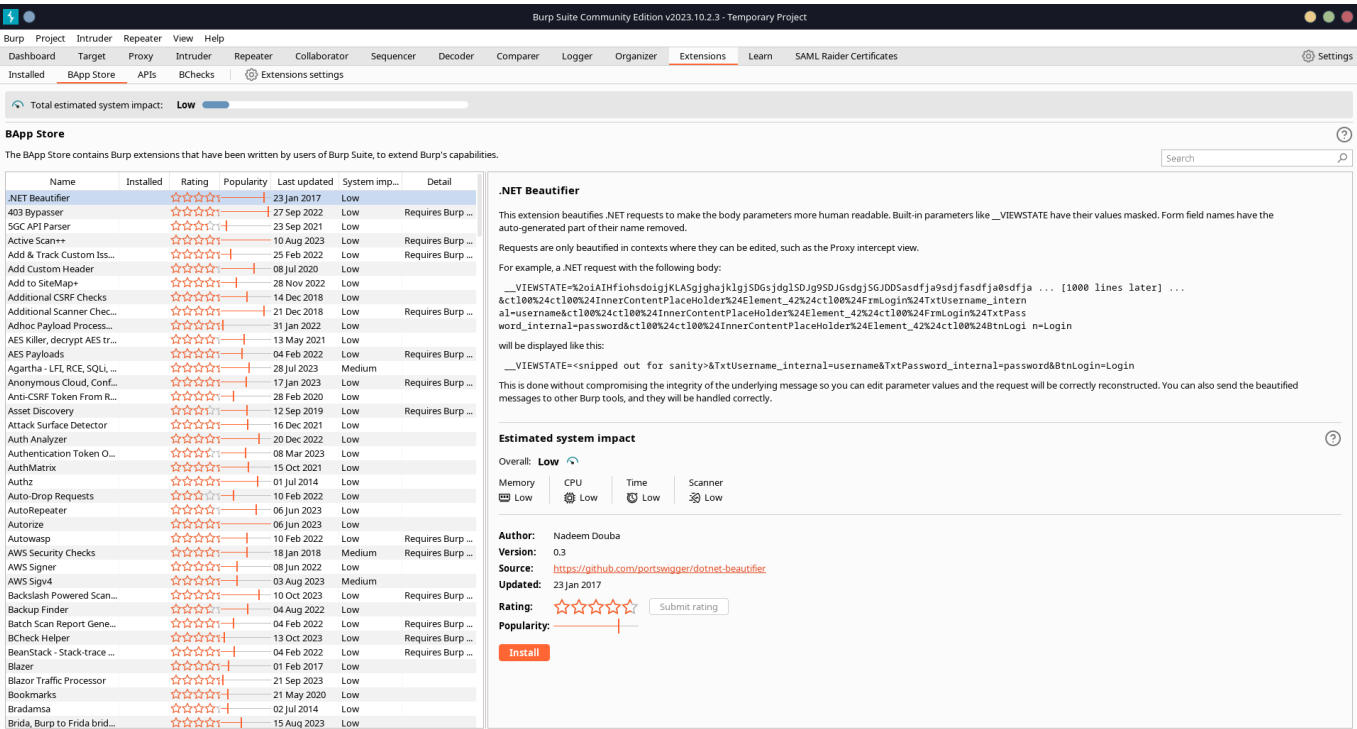 Burp Suite Community Edition v2023.10.2.3 - Temporary Project
Burp Project Intruder Repeater View Help
Dashboard Target Proxy Intruder Repeater Collaborator Sequencer Decoder Comparer Logger Organizer Extensions Learn SAML Raider Certificates Settings
Installed BApp Store APIs BChecks Extensions settings
Total estimated system impact: Low
BApp Store
The BApp Store contains Burp extensions that have been written by users of Burp Suite, to extend Burp's capabilities.
Search
Name Installed Rating Popularity Last updated System imp... Detail
.NET Beautifier 23 Jan 2017 Low
403 Bypasser 27 Sep 2022 Low Requires Burp ...
5GC API Parser 23 Sep 2021 Low
Active Scan++ 10 Aug 2023 Low Requires Burp ...
Add & Track Custom Iss... 25 Feb 2022 Low Requires Burp ...
Add Custom Header 08 Jul 2020 Low
Add to SiteMap+ 28 Nov 2022 Low
Additional CSRF Checks 14 Dec 2018 Low
Additional Scanner Chec... 21 Dec 2018 Low Requires Burp ...
Adhoc Payload Process... 31 Jan 2022 Low
AES Killer, decrypt AES tr... 13 May 2021 Low
AES Payloads 04 Feb 2022 Low Requires Burp ...
Agartha - LFI, RCE, SQLi, ... 28 Jul 2023 Medium
Anonymous Cloud, Conf... 17 Jan 2023 Low Requires Burp ...
Anti-CSRF Token From R... 28 Feb 2020 Low
Asset Discovery 12 Sep 2019 Low Requires Burp ...
Attack Surface Detector 16 Dec 2021 Low
Auth Analyzer 20 Dec 2022 Low
Authentication Token O... 08 Mar 2023 Low
AuthMatrix 15 Oct 2021 Low
Authz 01 Jul 2014 Low
Auto-Drop Requests 10 Feb 2022 Low
AutoRepeater 06 Jun 2023 Low
Autorize 06 Jun 2023 Low
Autowasp 10 Feb 2022 Low Requires Burp ...
AWS Security Checks 18 Jan 2018 Medium Requires Burp ...
AWS Signer 08 Jun 2022 Low
AWS Sigv4 03 Aug 2023 Medium
Backslash Powered Scan... 10 Oct 2023 Low Requires Burp ...
Backup Finder 04 Aug 2022 Low
Batch Scan Report Gene... 04 Feb 2022 Low Requires Burp ...
BCheck Helper 13 Oct 2023 Low Requires Burp ...
BeanStack - Stack-trace ... 04 Feb 2022 Low Requires Burp ...
Blazer 01 Feb 2017 Low
Blazor Traffic Processor 21 Sep 2023 Low
Bookmarks 21 May 2020 Low
Bradamsa 02 Jul 2014 Low
Brida, Burp to Frida brid... 15 Aug 2023 Low
.NET Beautifier
This extension beautifies .NET requests to make the body parameters more human readable. Built-in parameters like __VIEWSTATE have their values masked. Form field names have the
auto-generated part of their name removed.
Requests are only beautified in contexts where they can be edited, such as the Proxy intercept view.
For example, a .NET request with the following body:
__VIEWSTATE=%2oiAIHfiohsdoigjKLASgjghajklgjSDGsjdglSDJg9SDJGsdgjSGJDDSasdfja9sdjfasdfja0sdfja ... [1000 lines later] ...
&ctl00%24ctl00%24InnerContentPlaceHolder%24Element_42%24ctl00%24FrmLogin%24TxtUsername_intern
al=username&ctl00%24ctl00%24InnerContentPlaceHolder%24Element_42%24ctl00%24FrmLogin%24TxtPass
word_internal=password&ctl00%24ctl00%24InnerContentPlaceHolder%24Element_42%24ctl00%24BtnLogi n=Login
will be displayed like this:
__VIEWSTATE=<snipped out for sanity>&TxtUsername_internal=username&TxtPassword_internal=password&BtnLogin=Login
This is done without compromising the integrity of the underlying message so you can edit parameter values and the request will be correctly reconstructed. You can also send the beautified
messages to other Burp tools, and they will be handled correctly.
Estimated system impact
Overall: Low
Memory CPU Time Scanner
Low Low Low Low
Author: Nadeem Douba
Version: 0.3
Source: https://github.com/portswigger/dotnet-beautifier
Updated: 23 Jan 2017
Rating: Submit rating
Popularity:
Install